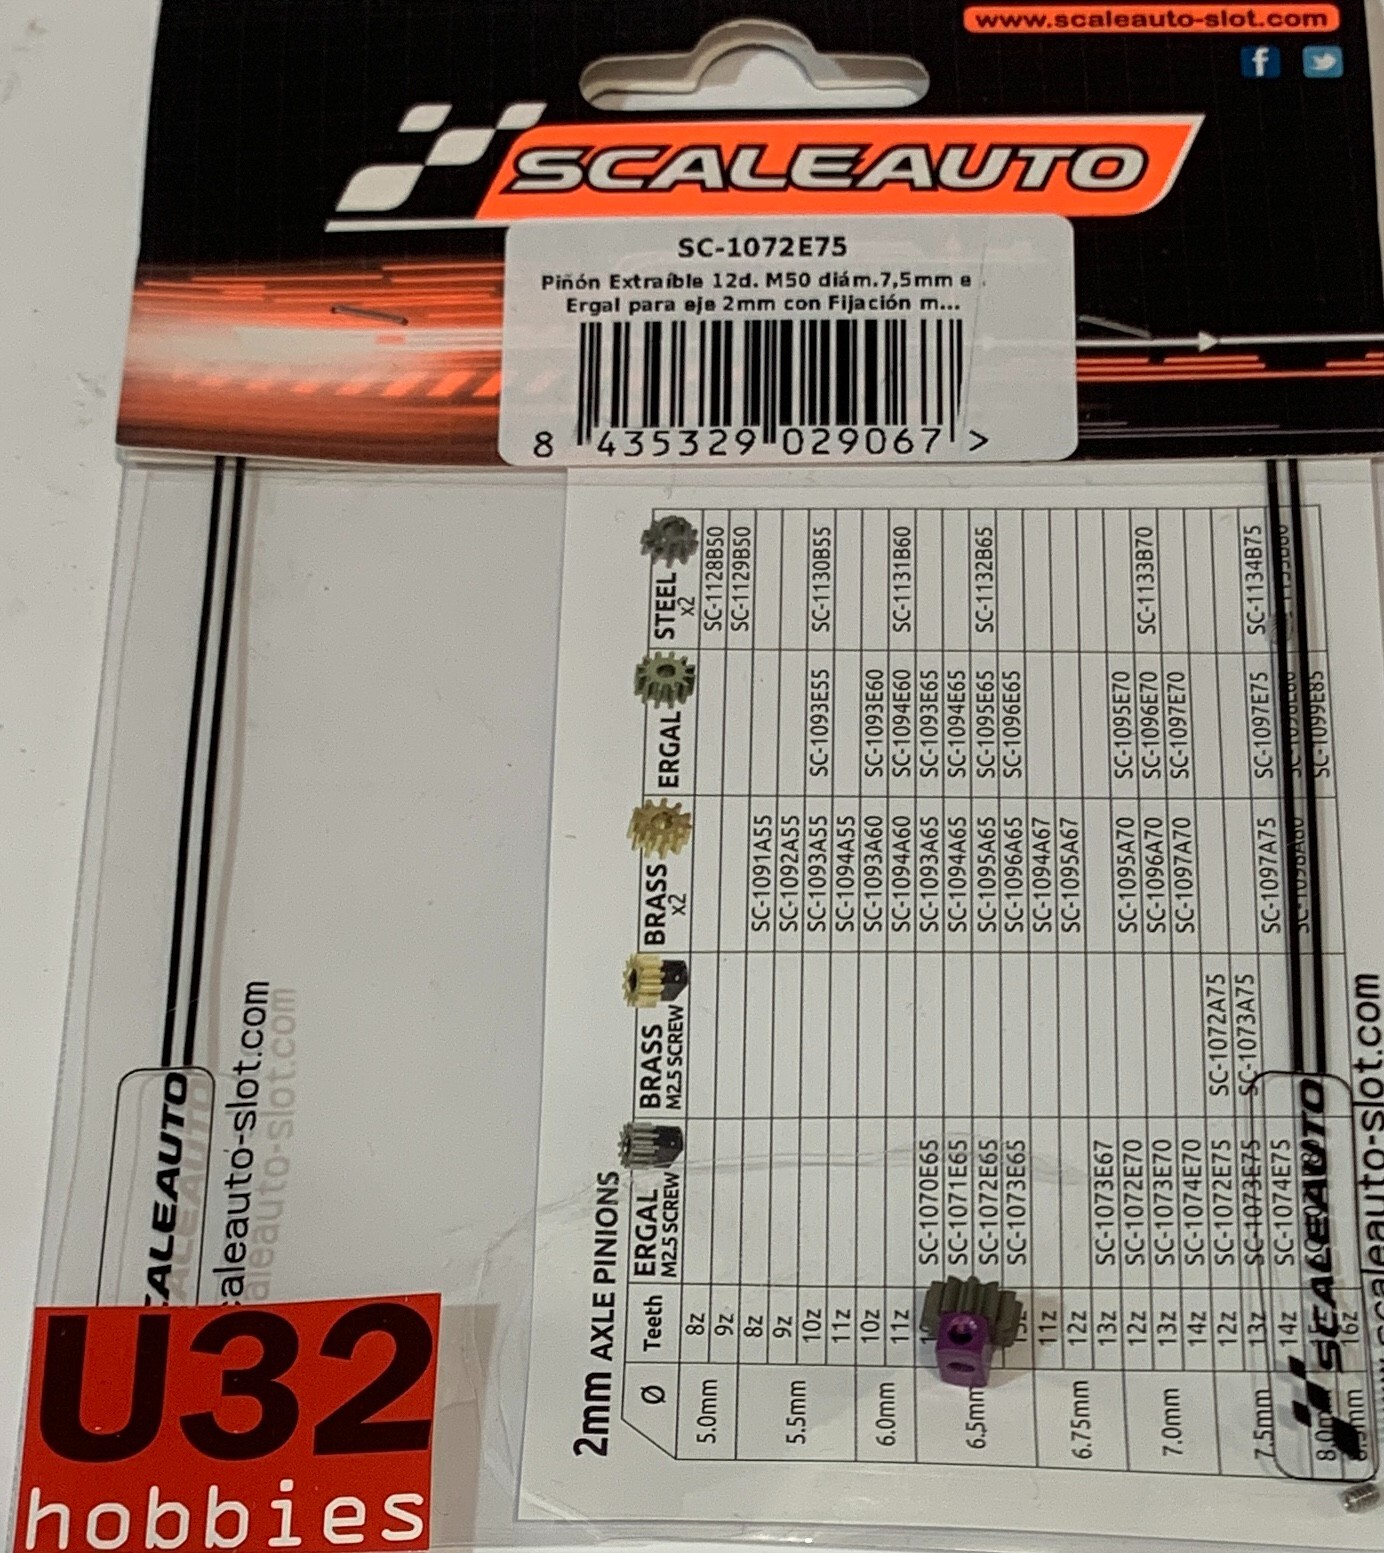 www.scaleauto-slot.com
SCALEAUTO
SC-1072E75
Piñón Extraíble 12d. M50 diám.7,5mm e
Ergal para eje 2mm con Fijación m...
8 435329 029067 >
2mm AXLE PINIONS
Ø Teeth ERGAL M2.5 SCREW BRASS M2.5 SCREW BRASS x2 ERGAL STEEL x2
5.0mm 8z SC-1128B50
9z SC-1129B50
5.5mm 8z SC-1091A55
9z SC-1092A55
10z SC-1093A55 SC-1093E55 SC-1130B55
11z SC-1094A55
6.0mm 10z SC-1093A60 SC-1093E60
11z SC-1094A60 SC-1094E60 SC-1131B60
6.5mm SC-1070E65 SC-1093A65 SC-1093E65
SC-1071E65 SC-1094A65 SC-1094E65
SC-1072E65 SC-1095A65 SC-1095E65 SC-1132B65
13z SC-1073E65 SC-1096A65 SC-1096E65
6.75mm 11z SC-1094A67
12z SC-1095A67
13z SC-1073E67
7.0mm 12z SC-1072E70 SC-1095A70 SC-1095E70
13z SC-1073E70 SC-1096A70 SC-1096E70 SC-1133B70
14z SC-1074E70 SC-1097A70 SC-1097E70
7.5mm 12z SC-1072E75 SC-1072A75
13z SC-1073E75 SC-1073A75
14z SC-1074E75 SC-1097A75 SC-1097E75 SC-1134B75
16z SC-1099E85
SCALEAUTO
scaleauto-slot.com
CALEAUTO
caleauto-slot.com
U32
hobbies